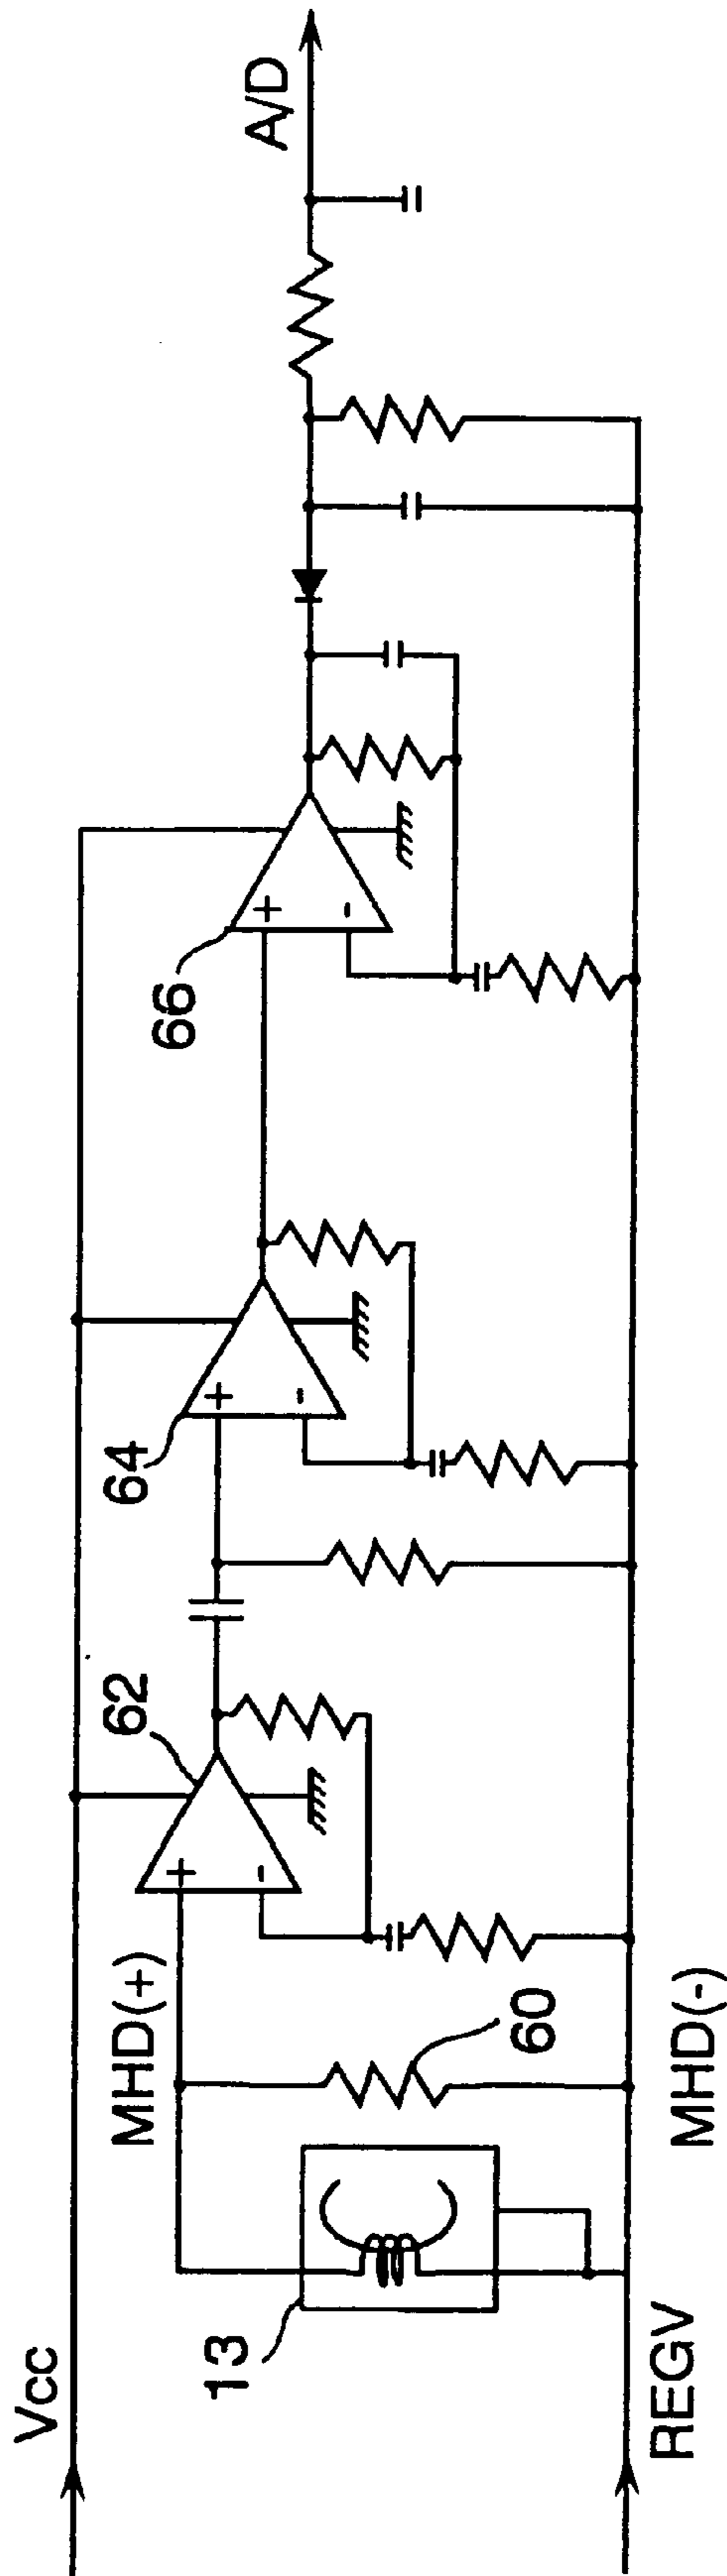 Vcc
A/D
66
+
-
64
+
-
62
+
-
MHD(+)
60
13
MHD(-)
REGV